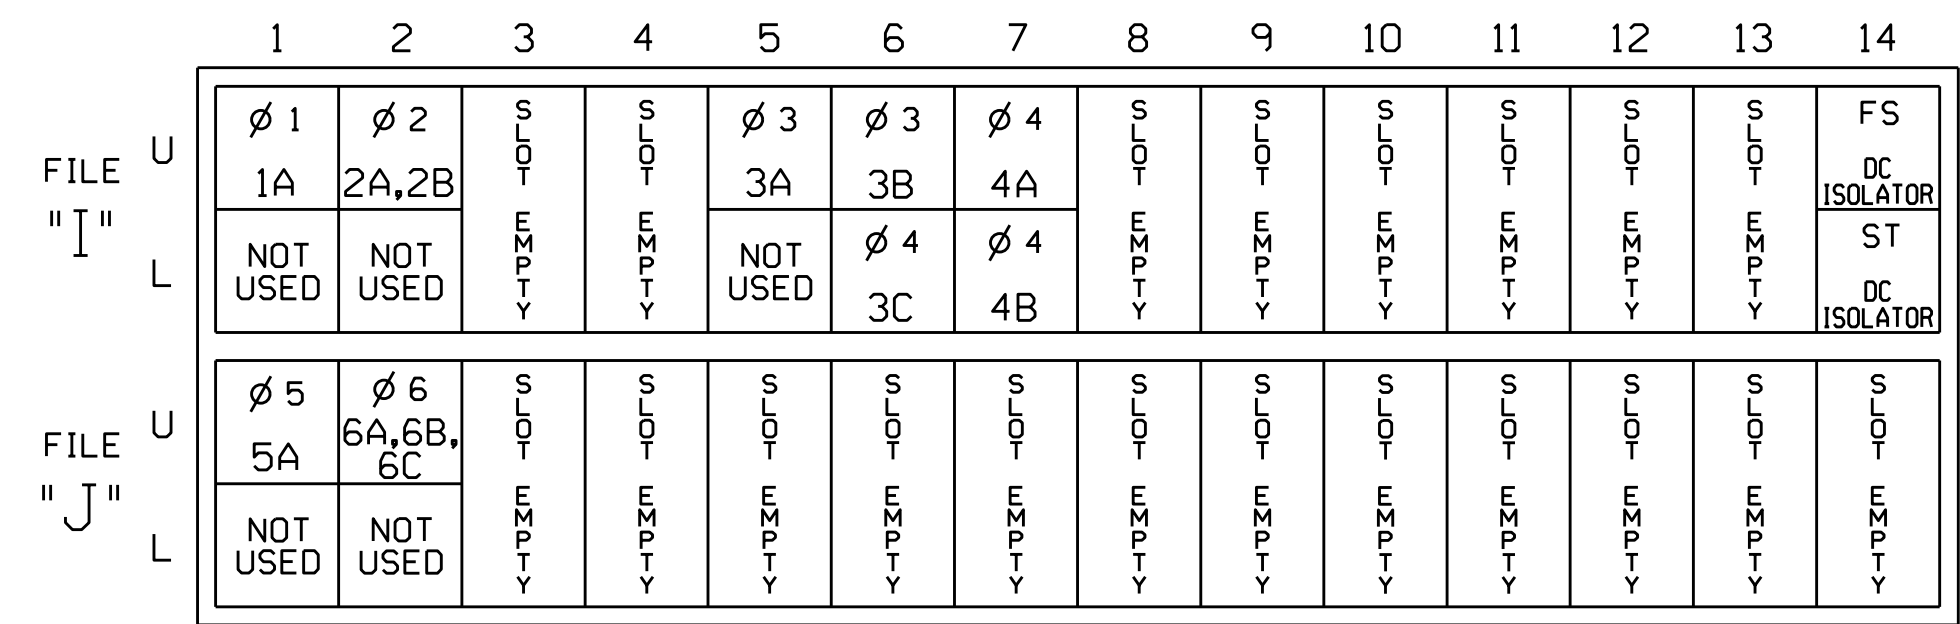 1 2 3 4 5 6 7 8 9 10 11 12 13 14
FILE "I"
U
Ø 1 1A
Ø 2 2A,2B
SLOT EMPTY
SLOT EMPTY
Ø 3 3A
Ø 3 3B
Ø 4 4A
SLOT EMPTY
SLOT EMPTY
SLOT EMPTY
SLOT EMPTY
SLOT EMPTY
SLOT EMPTY
FS DC ISOLATOR
L
NOT USED
NOT USED
NOT USED
Ø 4 3C
Ø 4 4B
ST DC ISOLATOR
FILE "J"
U
Ø 5 5A
Ø 6 6A,6B, 6C
SLOT EMPTY
SLOT EMPTY
SLOT EMPTY
SLOT EMPTY
SLOT EMPTY
SLOT EMPTY
SLOT EMPTY
SLOT EMPTY
SLOT EMPTY
SLOT EMPTY
SLOT EMPTY
SLOT EMPTY
L
NOT USED
NOT USED